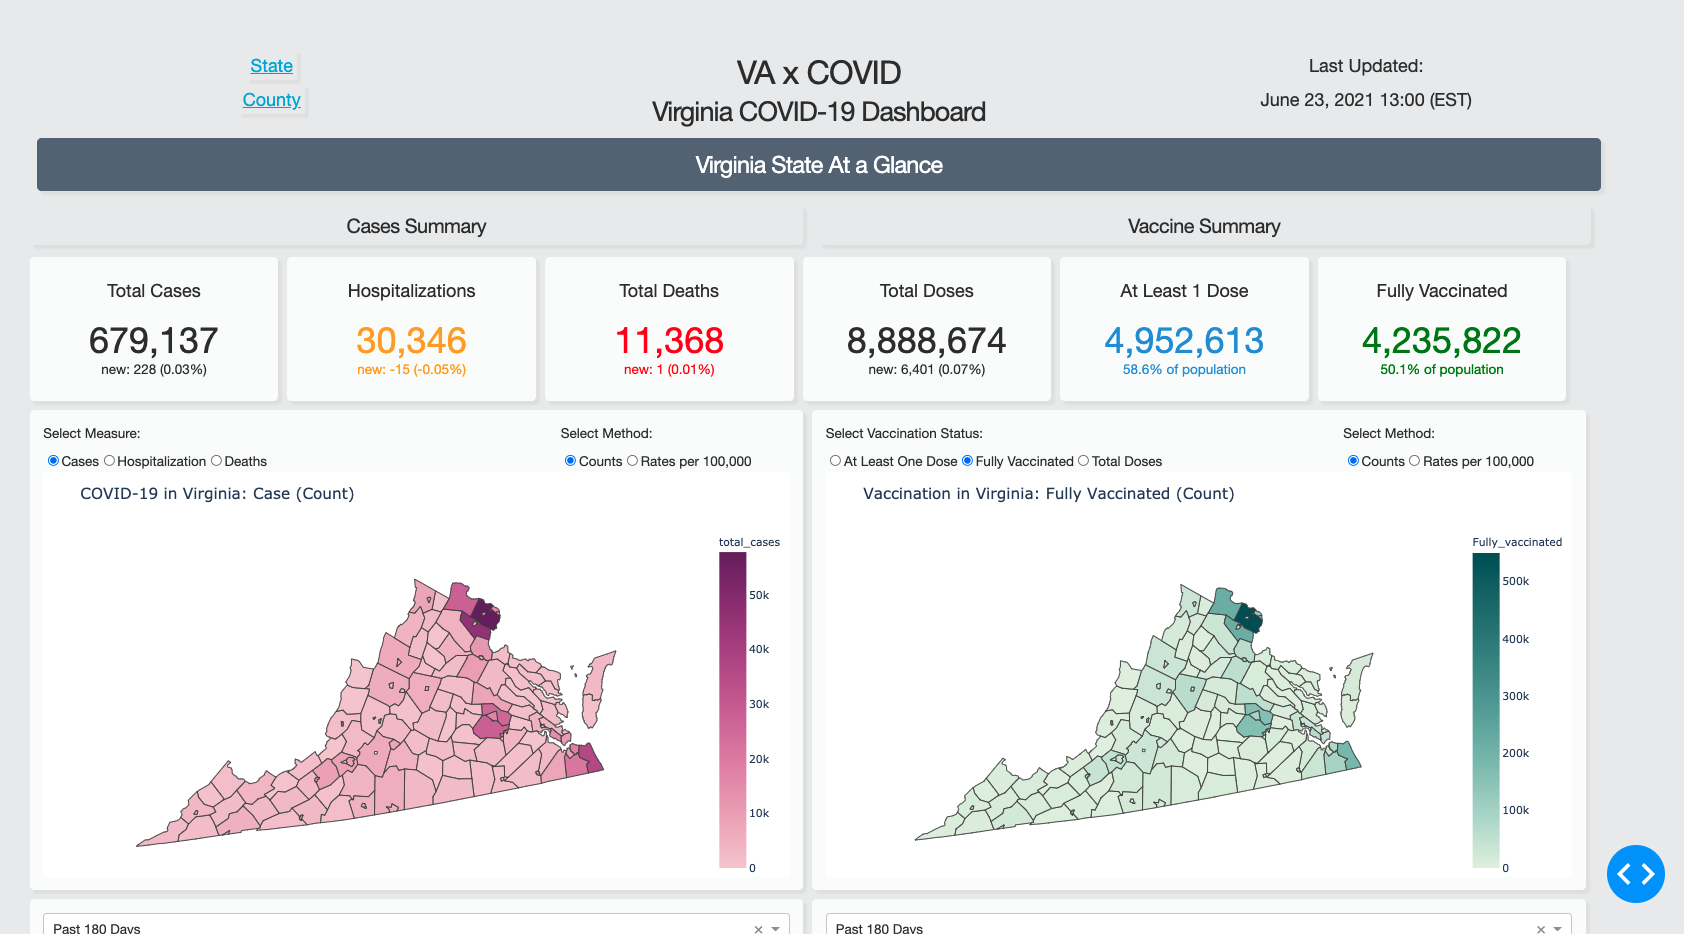 State
County
VA x COVID
Virginia COVID-19 Dashboard
Last Updated:
June 23, 2021 13:00 (EST)
Virginia State At a Glance
Cases Summary
Vaccine Summary
Total Cases
679,137
new: 228 (0.03%)
Hospitalizations
30,346
new: -15 (-0.05%)
Total Deaths
11,368
new: 1 (0.01%)
Total Doses
8,888,674
new: 6,401 (0.07%)
At Least 1 Dose
4,952,613
58.6% of population
Fully Vaccinated
4,235,822
50.1% of population
Select Measure:
Cases Hospitalization Deaths
Select Method:
Counts Rates per 100,000
COVID-19 in Virginia: Case (Count)
total_cases
50k
40k
30k
20k
10k
0
Select Vaccination Status:
At Least One Dose Fully Vaccinated Total Doses
Select Method:
Counts Rates per 100,000
Vaccination in Virginia: Fully Vaccinated (Count)
Fully_vaccinated
500k
400k
300k
200k
100k
0
Past 180 Days
Past 180 Days